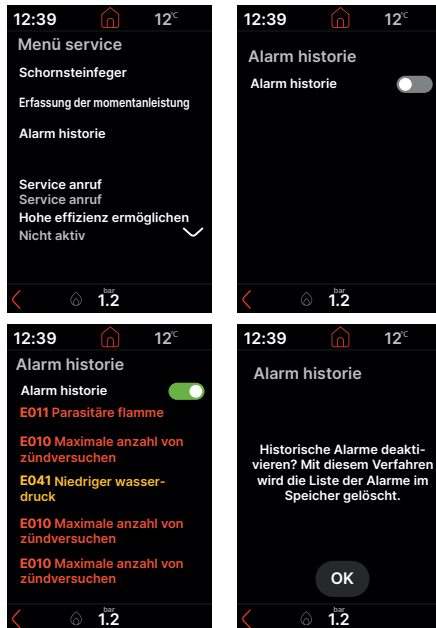 12:39 12°C
Menü service
Schornsteinfeger
Erfassung der momentanleistung
Alarm historie
Service anruf
Service anruf
Hohe effizienz ermöglichen
Nicht aktiv
bar
1.2
12:39 12°C
Alarm historie
Alarm historie
bar
1.2
12:39 12°C
Alarm historie
Alarm historie
E011 Parasitäre flamme
E010 Maximale anzahl von
zündversuchen
E041 Niedriger wasser-
druck
E010 Maximale anzahl von
zündversuchen
E010 Maximale anzahl von
zündversuchen
bar
1.2
12:39 12°C
Alarm historie
Historische Alarme deakti-
vieren? Mit diesem Verfahren
wird die Liste der Alarme im
Speicher gelöscht.
OK
bar
1.2